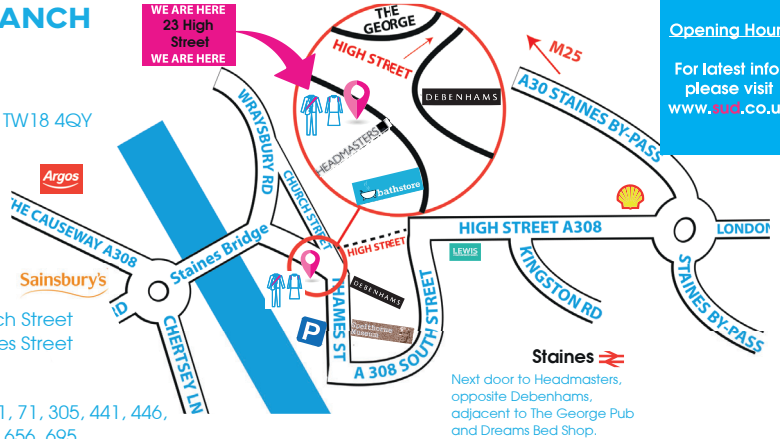 ANCH
TW18 4QY
WE ARE HERE
23 High
Street
WE ARE HERE
THE
GEORGE
HIGH STREET
DEBENHAMS
HEADMASTERS
bathstore
M25
Opening Hour
For latest info
please visit
www.sud.co.u
A30 STAINES BY-PASS
WRAYSBURY RD
CHURCH STREET
Argos
THE CAUSEWAY A308
Staines Bridge
HIGH STREET
HIGH STREET A308
LONDON
LEWIS
KINGSTON RD
STAINES BY-PASS
Sainsbury's
RD
CHERTSEY LN
THAMES ST
DEBENHAMS
Spelthorne
Museum
P
A 308 SOUTH STREET
ch Street
es Street
1, 71, 305, 441, 446,
656, 695
Staines
Next door to Headmasters,
opposite Debenhams,
adjacent to The George Pub
and Dreams Bed Shop.